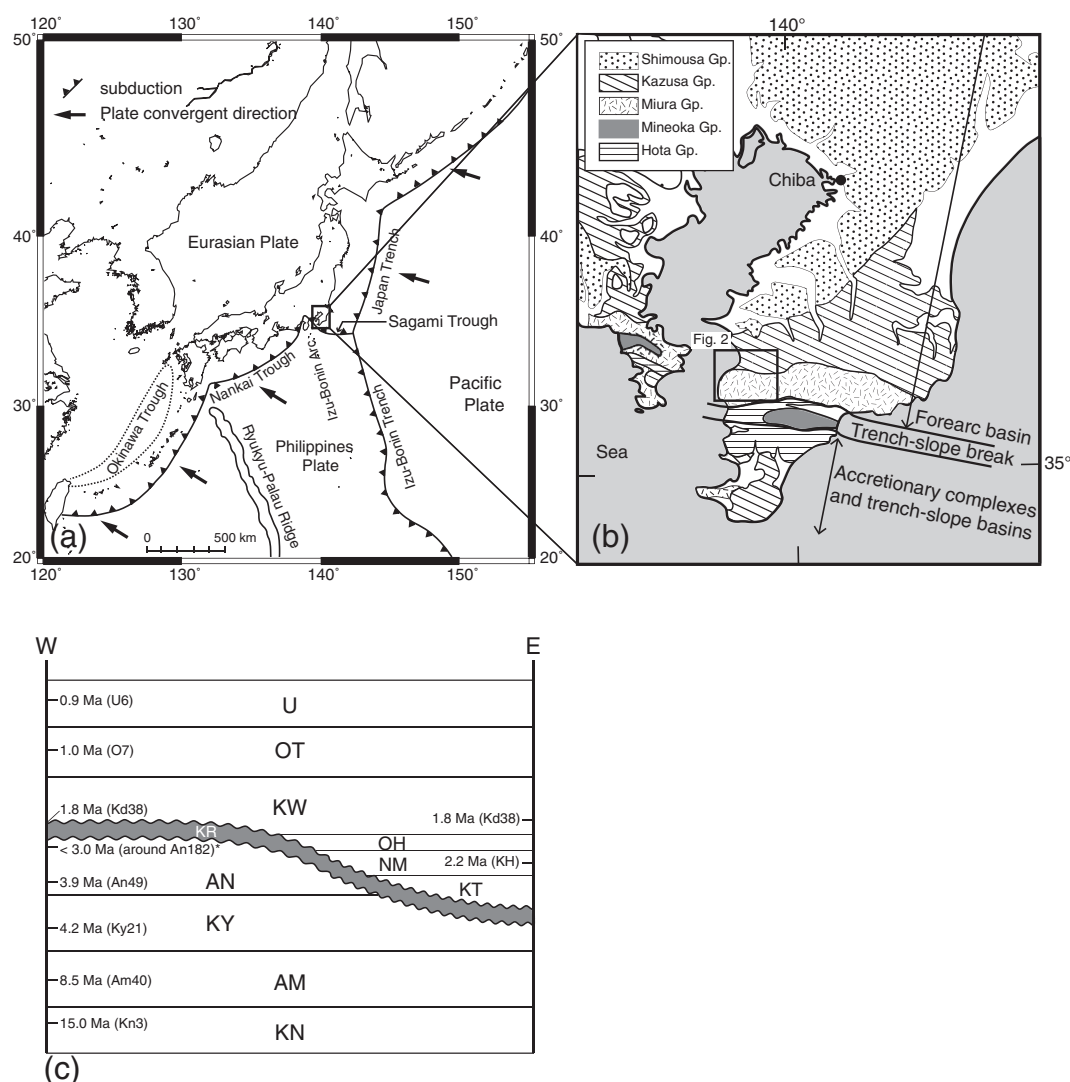 120°
130°
140°
150°
50°
40°
30°
20°
120°
130°
140°
150°
subduction
Plate convergent direction
Eurasian Plate
Japan Trench
Sagami Trough
Nankai Trough
Izu-Bonin Arc.
Pacific
Plate
Okinawa Trough
Ryukyu-Palau Ridge
Philippines
Plate
Izu-Bonin Trench
(a)
0 500 km
140°
Shimousa Gp.
Kazusa Gp.
Miura Gp.
Mineoka Gp.
Hota Gp.
Chiba
Fig. 2
Sea
Forearc basin
Trench-slope break
35°
Accretionary complexes
and trench-slope basins
(b)
W
E
0.9 Ma (U6)
U
1.0 Ma (O7)
OT
KW
1.8 Ma (Kd38)
1.8 Ma (Kd38)
KR
OH
< 3.0 Ma (around An182)*
NM
2.2 Ma (KH)
3.9 Ma (An49)
AN
KT
KY
4.2 Ma (Ky21)
8.5 Ma (Am40)
AM
15.0 Ma (Kn3)
KN
(c)